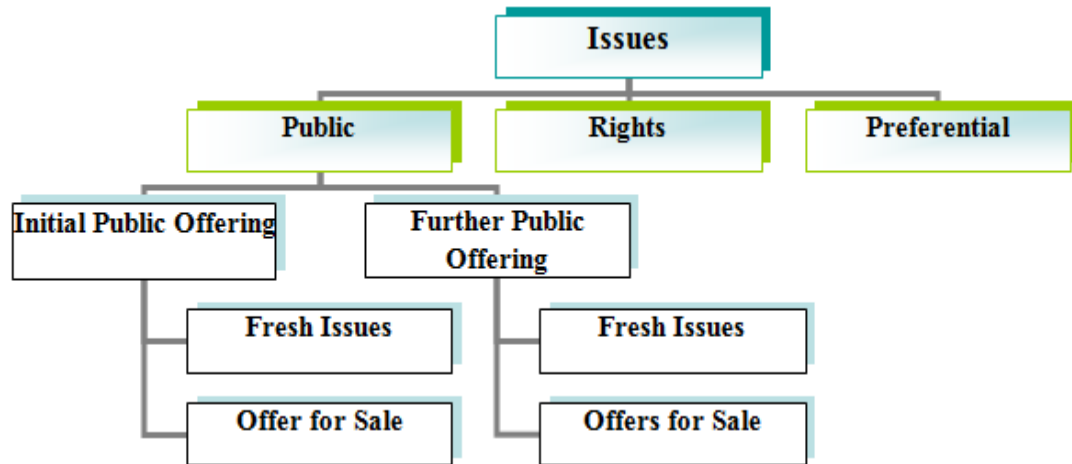 Issues
Public
Rights
Preferential
Initial Public Offering
Further Public
Offering
Fresh Issues
Fresh Issues
Offer for Sale
Offers for Sale